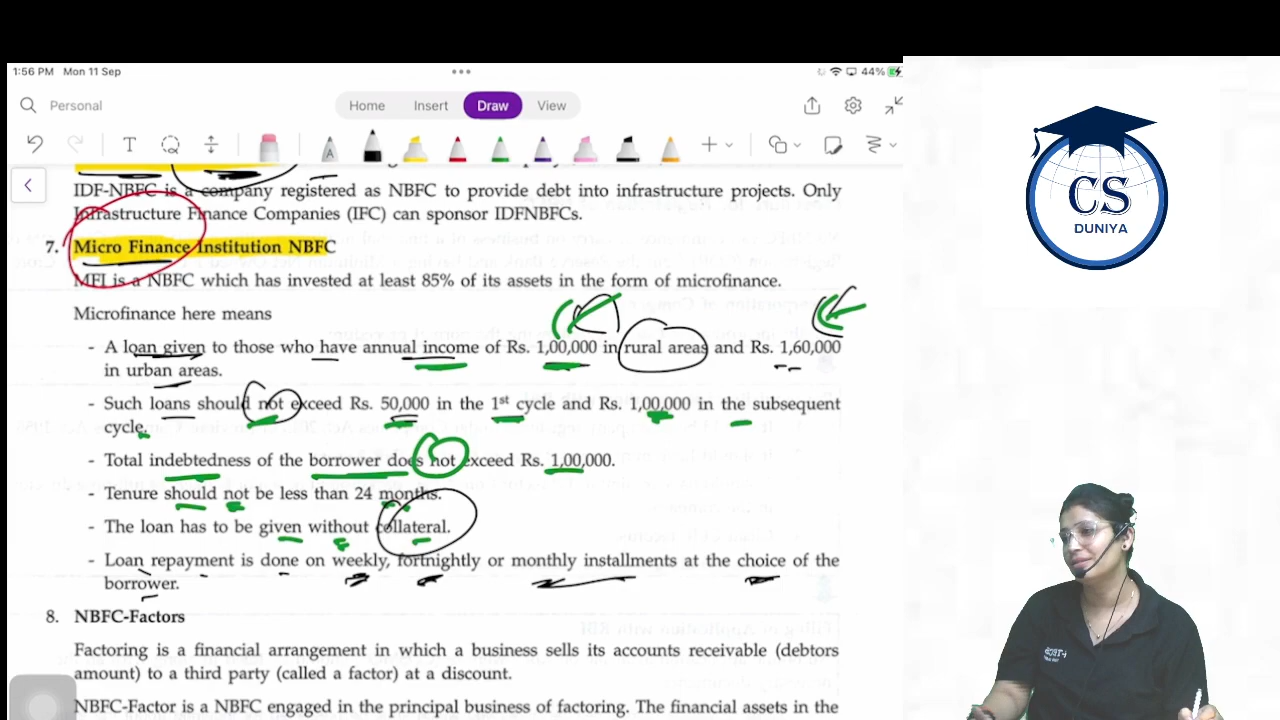 1:56 PM Mon 11 Sep
44%
Personal
Home Insert Draw View
IDF-NBFC is a company registered as NBFC to provide debt into infrastructure projects. Only
Infrastructure Finance Companies (IFC) can sponsor IDFNBFCs.
7. Micro Finance Institution NBFC
MFI is a NBFC which has invested at least 85% of its assets in the form of microfinance.
Microfinance here means
- A loan given to those who have annual income of Rs. 1,00,000 in rural areas and Rs. 1,60,000
in urban areas.
- Such loans should not exceed Rs. 50,000 in the 1st cycle and Rs. 1,00,000 in the subsequent
cycle.
- Total indebtedness of the borrower does not exceed Rs. 1,00,000.
- Tenure should not be less than 24 months.
- The loan has to be given without collateral.
- Loan repayment is done on weekly, fortnightly or monthly installments at the choice of the
borrower.
8. NBFC-Factors
Factoring is a financial arrangement in which a business sells its accounts receivable (debtors
amount) to a third party (called a factor) at a discount.
NBFC-Factor is a NBFC engaged in the principal business of factoring. The financial assets in the
CS
DUNIYA